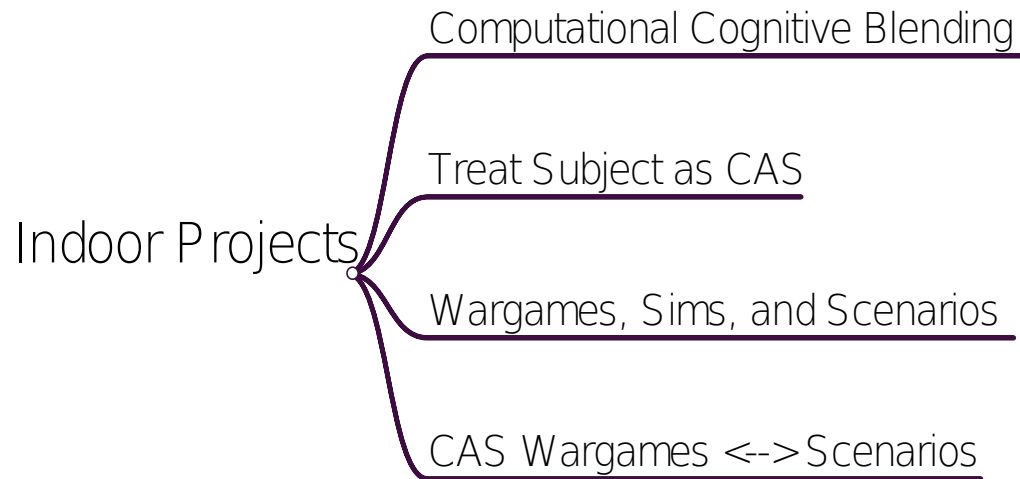 Computational Cognitive Blending
Treat Subject as CAS
Indoor Projects
Wargames, Sims, and Scenarios
CAS Wargames <--> Scenarios